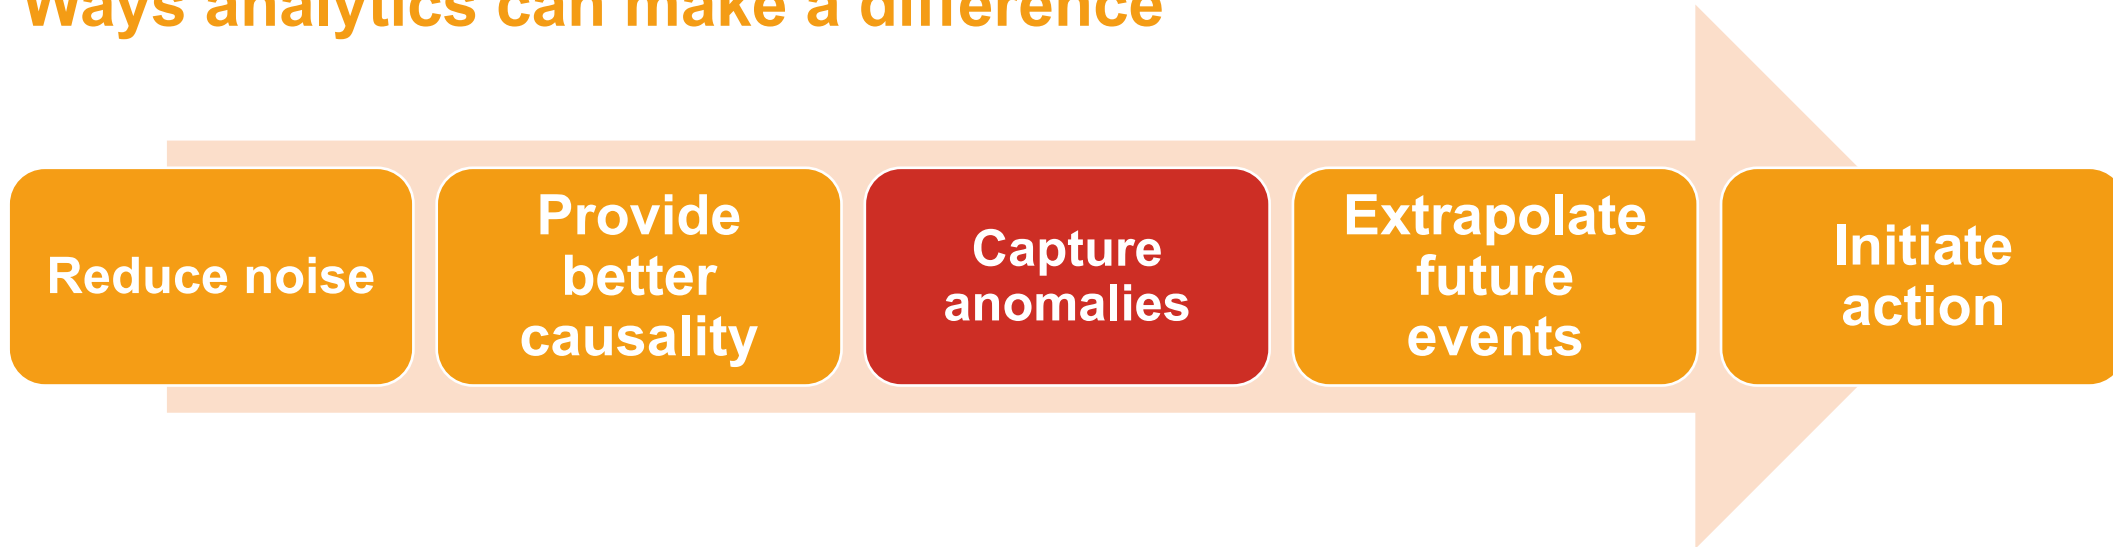 Ways analytics can make a difference
Reduce noise
Provide
better
causality
Capture
anomalies
Extrapolate
future
events
Initiate
action